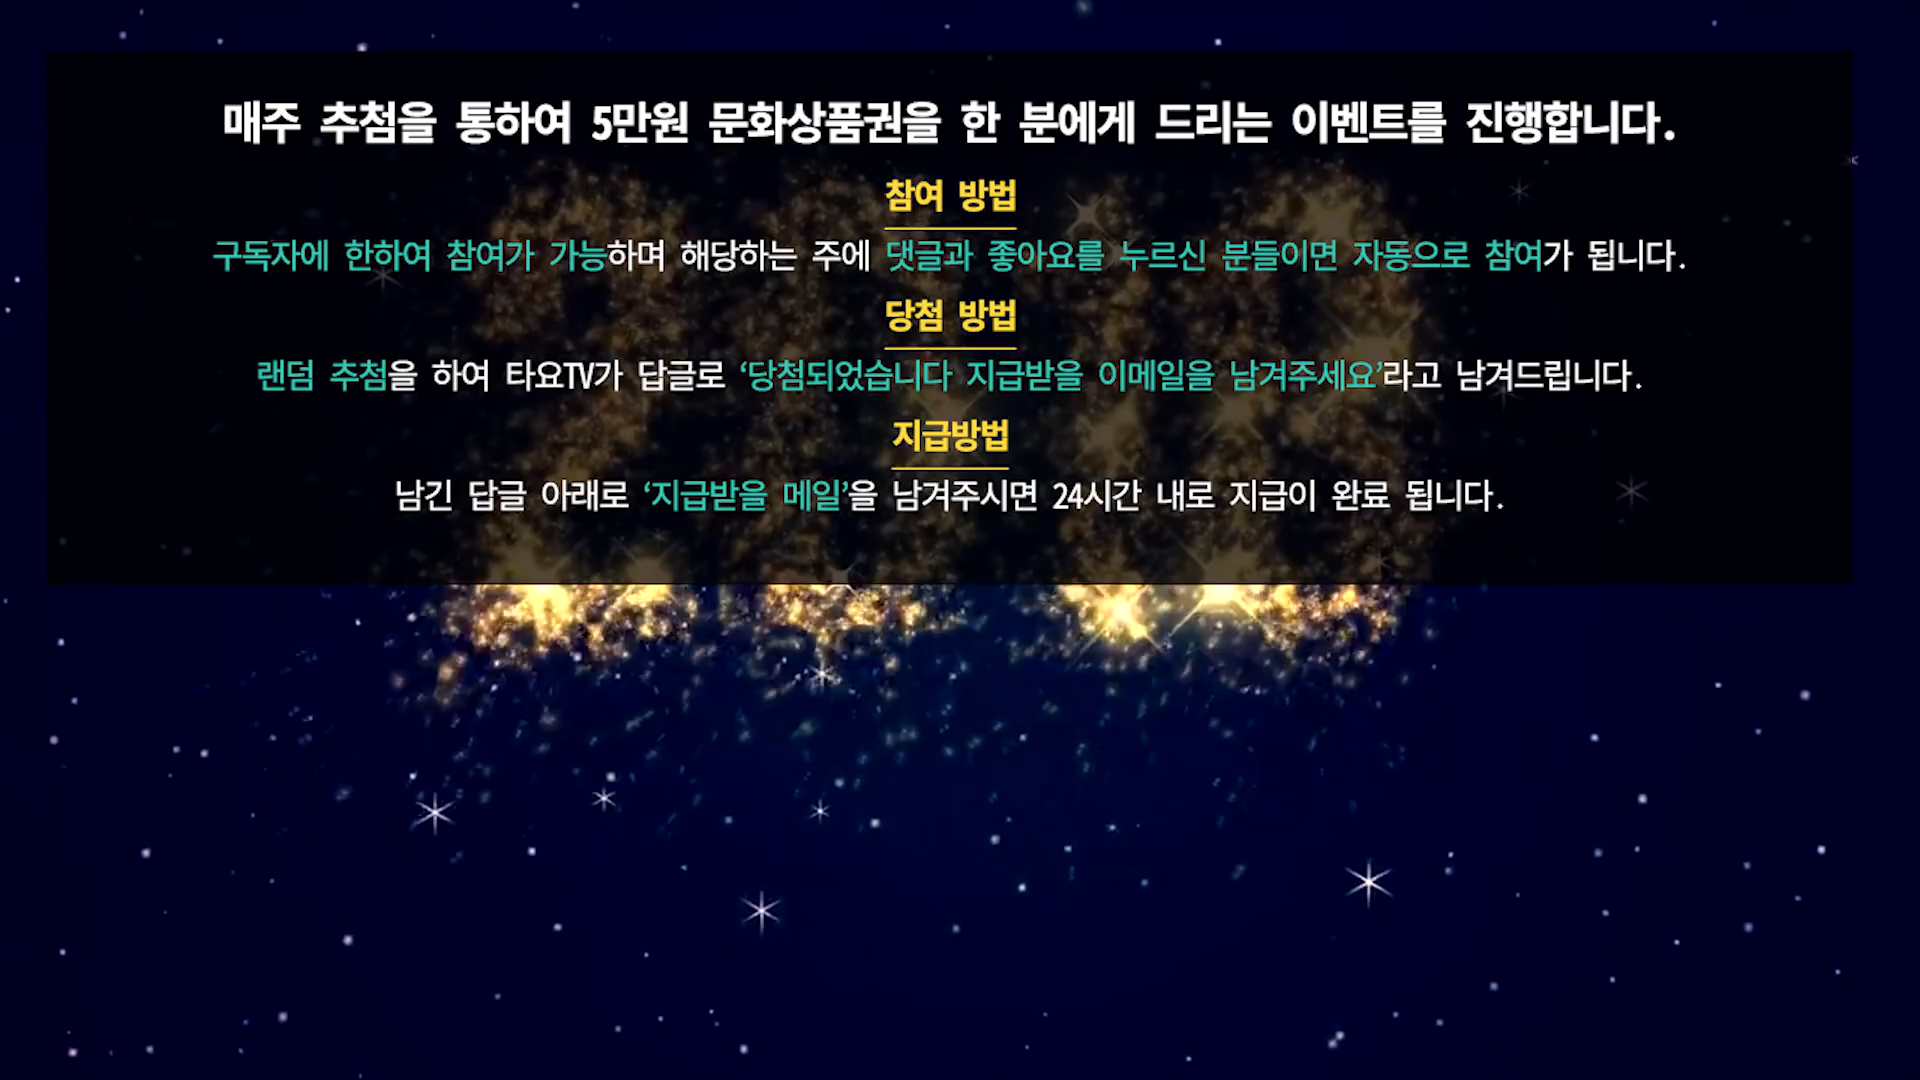 매주 추첨을 통하여 5만원 문화상품권을 한 분에게 드리는 이벤트를 진행합니다.
참여 방법
구독자에 한하여 참여가 가능하며 해당하는 주에 댓글과 좋아요를 누르신 분들이면 자동으로 참여가 됩니다.
당첨 방법
랜덤 추첨을 하여 타요TV가 답글로 ‘당첨되었습니다 지급받을 이메일을 남겨주세요’라고 남겨드립니다.
지급방법
남긴 답글 아래로 ‘지급받을 메일’을 남겨주시면 24시간 내로 지급이 완료 됩니다.